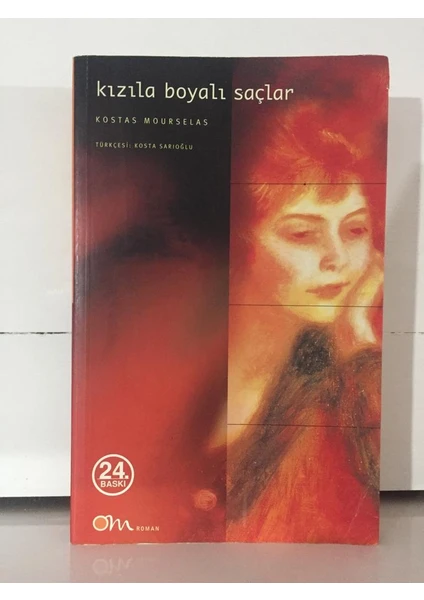 kızıla boyalı saçlar
KOSTAS MOURSELAS
TÜRKÇESİ: KOSTA SARIOĞLU
24.
BASKI
Om ROMAN